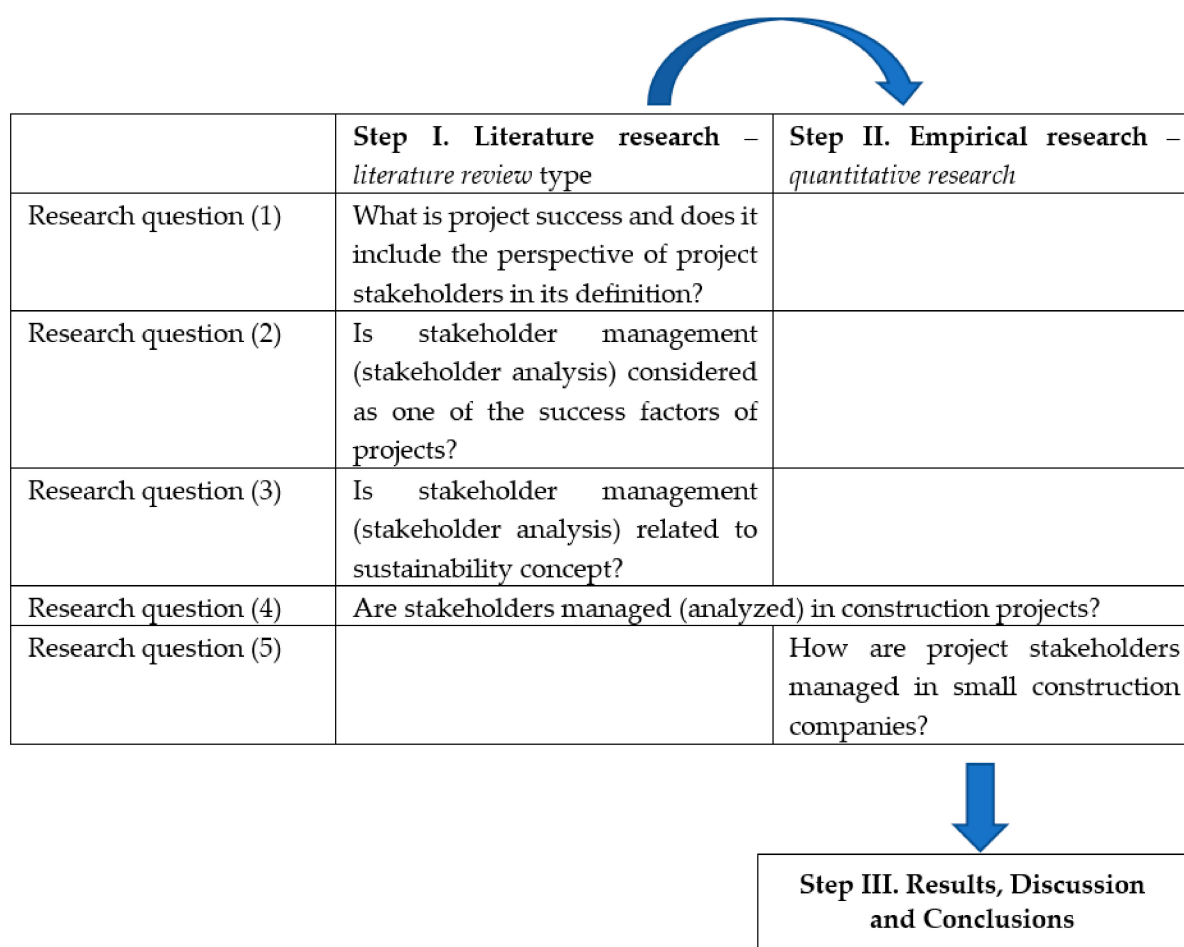 Step I. Literature research –
literature review type
Step II. Empirical research –
quantitative research
Research question (1)
What is project success and does it
include the perspective of project
stakeholders in its definition?
Research question (2)
Is stakeholder management
(stakeholder analysis) considered
as one of the success factors of
projects?
Research question (3)
Is stakeholder management
(stakeholder analysis) related to
sustainability concept?
Research question (4)
Are stakeholders managed (analyzed) in construction projects?
Research question (5)
How are project stakeholders
managed in small construction
companies?
Step III. Results, Discussion
and Conclusions